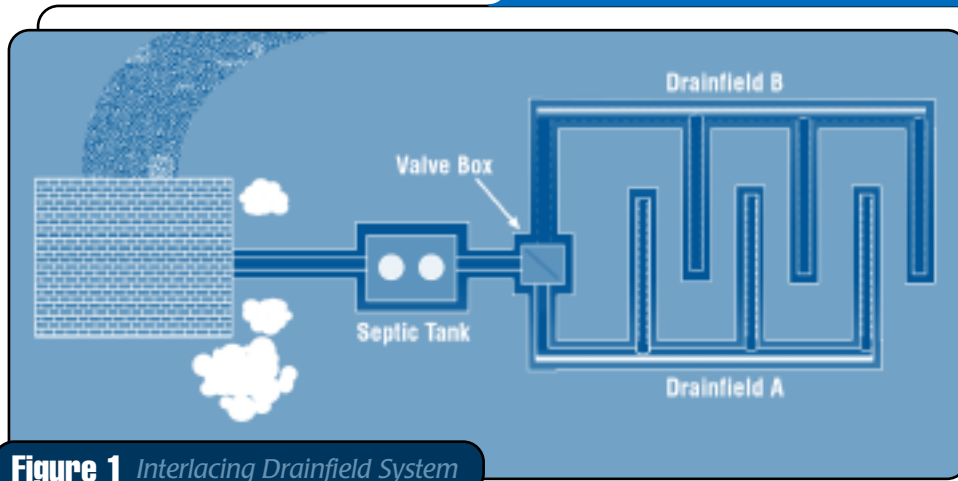 Drainfield B
Valve Box
Septic Tank
Drainfield A
Figure 1 Interlacing Drainfield System